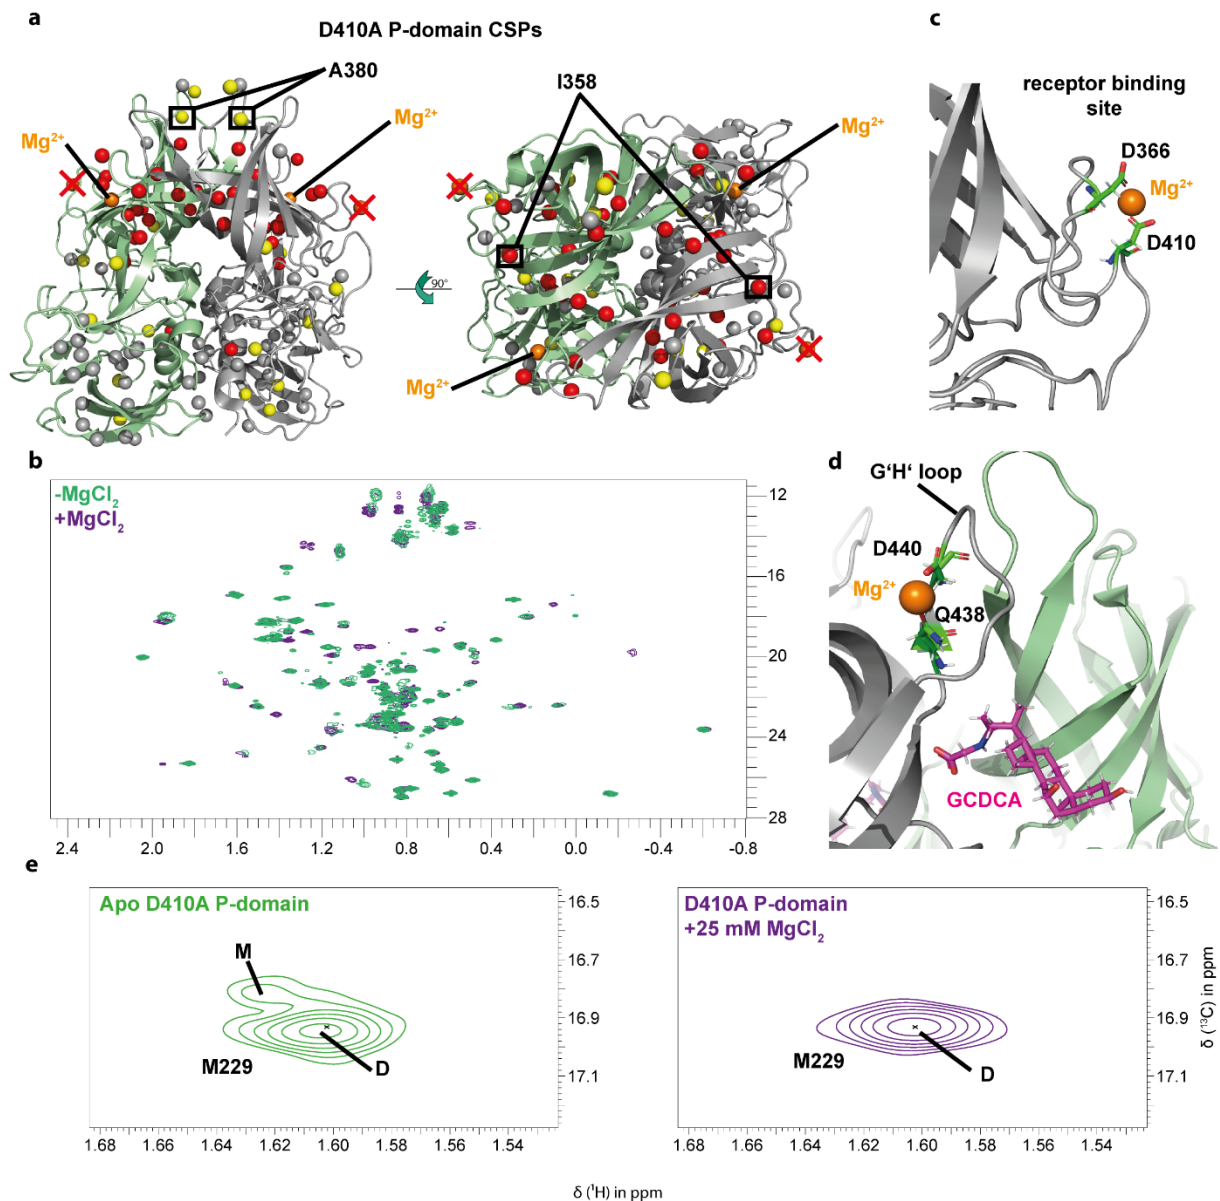 a
D410A P-domain CSPs
A380
I358
Mg²⁺
Mg²⁺
Mg²⁺
Mg²⁺
90°
c
receptor binding
site
D366
Mg²⁺
D410
b
-MgCl₂
+MgCl₂
12
16
20
24
28
2.4 2.0 1.6 1.2 0.8 0.4 0.0 -0.4 -0.8
d
G'H' loop
D440
Mg²⁺
Q438
GCDCA
e
Apo D410A P-domain
M
M229
D
16.5
16.7
16.9
17.1
1.68 1.66 1.64 1.62 1.60 1.58 1.56 1.54
D410A P-domain
+25 mM MgCl₂
M229
D
16.5
16.7
16.9
17.1
δ (¹³C) in ppm
1.68 1.66 1.64 1.62 1.60 1.58 1.56 1.54
δ (¹H) in ppm